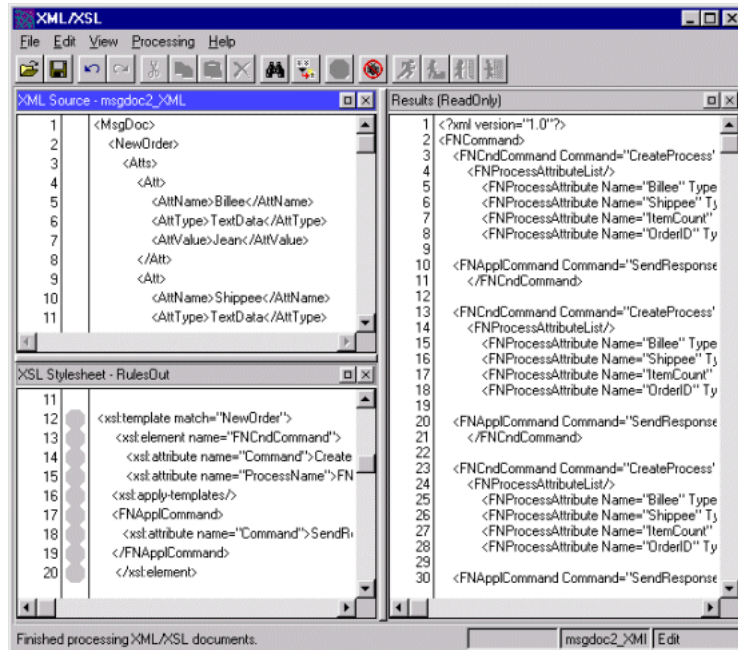 XML/XSL
File Edit View Processing Help
XML Source - msgdoc2_XML
1 <MsgDoc>
2 <NewOrder>
3 <Atts>
4 <Att>
5 <AttName>Billee</AttName>
6 <AttType>TextData</AttType>
7 <AttValue>Jean</AttValue>
8 </Att>
9 <Att>
10 <AttName>Shippee</AttName>
11 <AttType>TextData</AttType>
XSL Stylesheet - RulesOut
11
12 <xsl:template match="NewOrder">
13 <xsl:element name="FNCndCommand">
14 <xsl:attribute name="Command">Create
15 <xsl:attribute name="ProcessName">FN
16 <xsl:apply-templates/>
17 <FNApplCommand>
18 <xsl:attribute name="Command">SendR
19 </FNApplCommand>
20 </xsl:element>
Results (ReadOnly)
1 <?xml version="1.0"?>
2 <FNCommand>
3 <FNCndCommand Command="CreateProcess'
4 <FNProcessAttributeList/>
5 <FNProcessAttribute Name="Billee" Type
6 <FNProcessAttribute Name="Shippee" Ty
7 <FNProcessAttribute Name="ItemCount"
8 <FNProcessAttribute Name="OrderID" Ty
9
10 <FNApplCommand Command="SendResponse
11 </FNCndCommand>
12
13 <FNCndCommand Command="CreateProcess'
14 <FNProcessAttributeList/>
15 <FNProcessAttribute Name="Billee" Type
16 <FNProcessAttribute Name="Shippee" Ty
17 <FNProcessAttribute Name="ItemCount"
18 <FNProcessAttribute Name="OrderID" Ty
19
20 <FNApplCommand Command="SendResponse
21 </FNCndCommand>
22
23 <FNCndCommand Command="CreateProcess'
24 <FNProcessAttributeList/>
25 <FNProcessAttribute Name="Billee" Type
26 <FNProcessAttribute Name="Shippee" Ty
27 <FNProcessAttribute Name="ItemCount"
28 <FNProcessAttribute Name="OrderID" Ty
29
30 <FNApplCommand Command="SendResponse
Finished processing XML/XSL documents.
msgdoc2_XMl
Edit